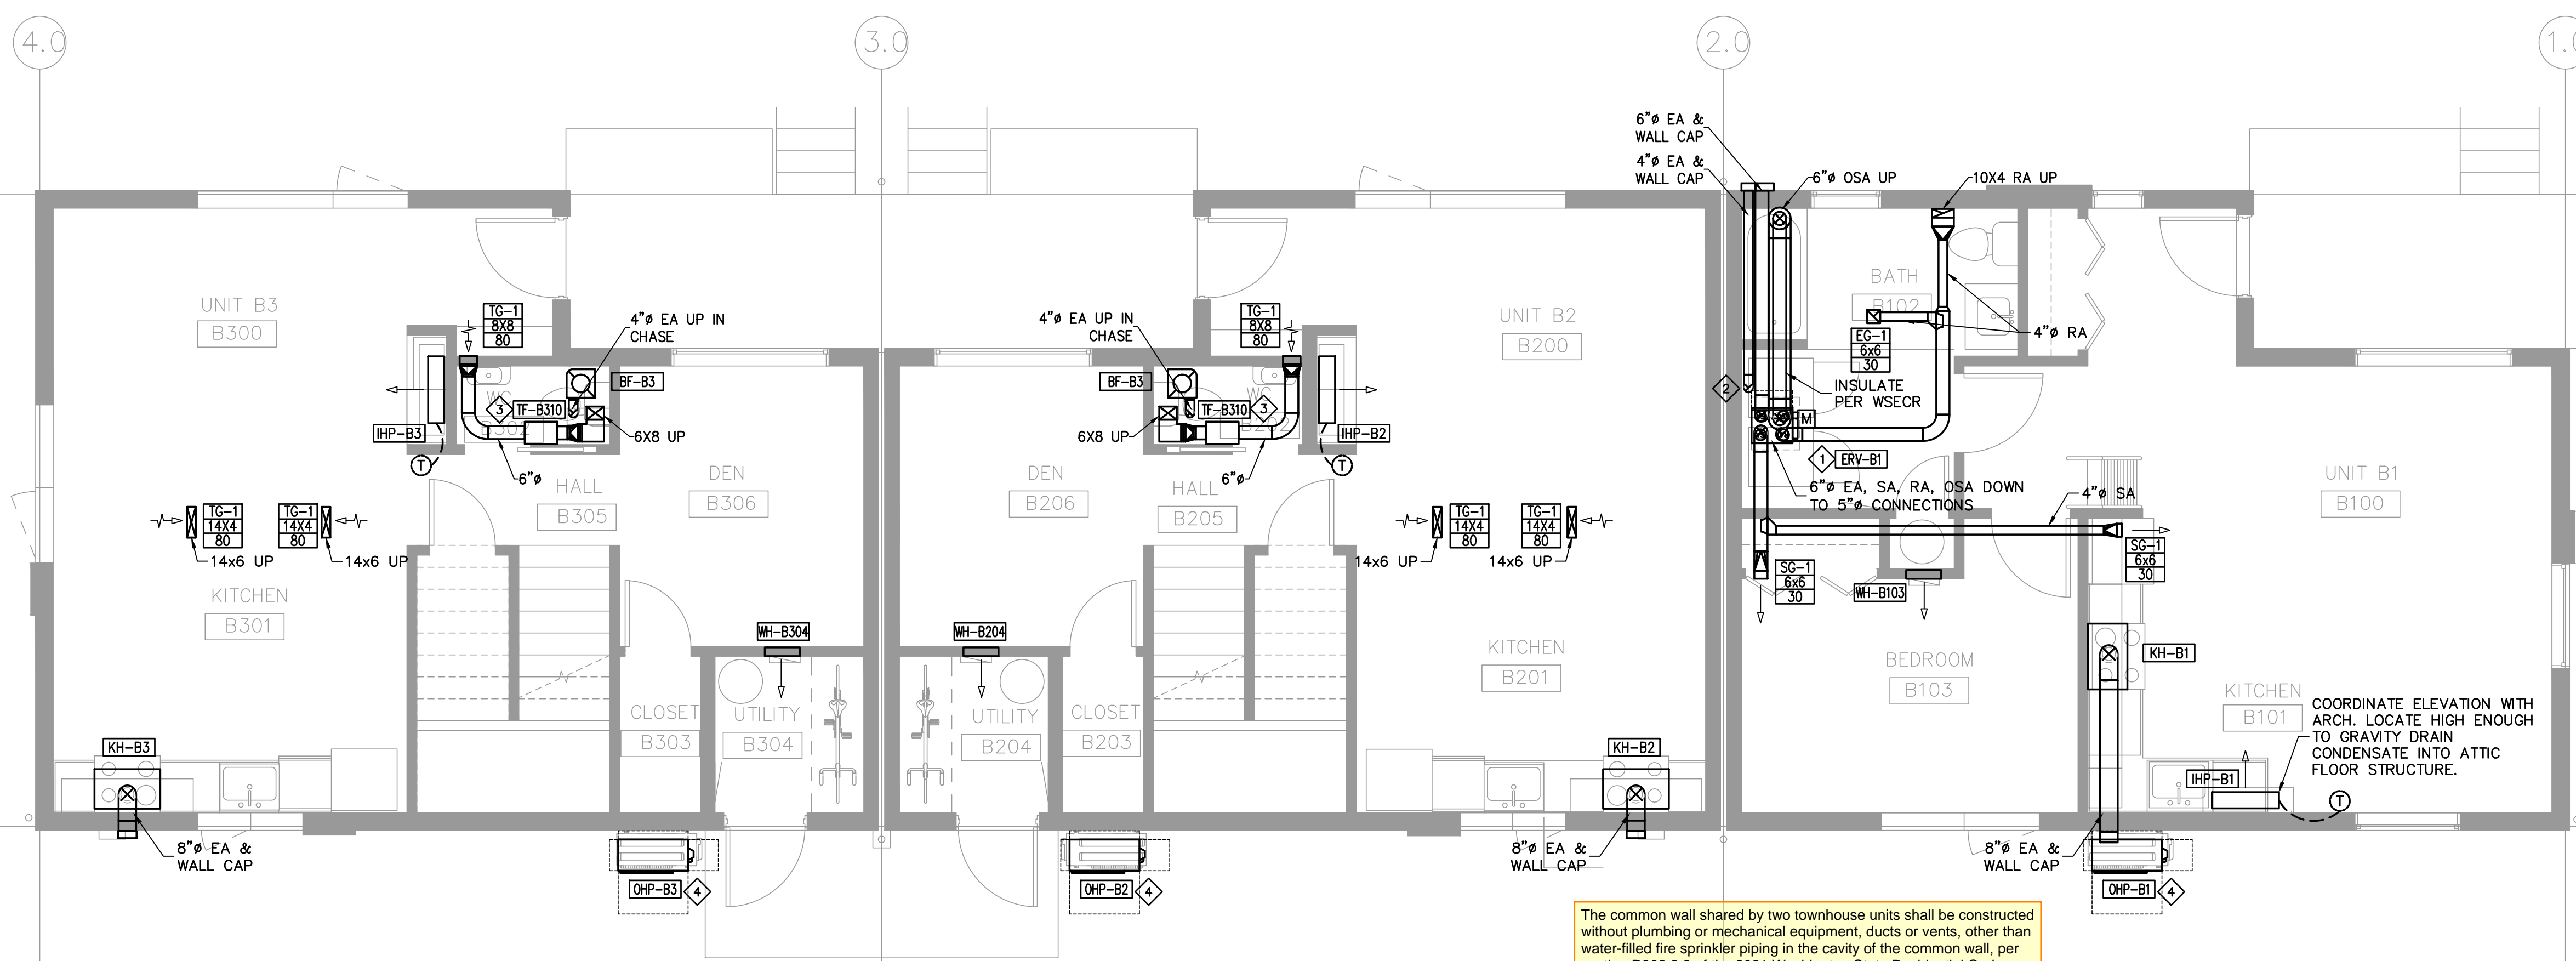 4.0
3.0
2.0
1.0
6"ø EA &
WALL CAP
4"ø EA &
WALL CAP
6"ø OSA UP
10X4 RA UP
UNIT B3
B300
TG-1
8X8
80
4"ø EA UP IN
CHASE
BF-B3
WC
B302
3
TF-B310
6X8 UP
IHP-B3
T
6"ø
HALL
B305
DEN
B306
TG-1
14X4
80
14x6 UP
TG-1
14X4
80
14x6 UP
KITCHEN
B301
WH-B304
CLOSET
B303
UTILITY
B304
KH-B3
8"ø EA &
WALL CAP
OHP-B3
4
4"ø EA UP IN
CHASE
TG-1
8X8
80
BF-B3
WC
B202
TF-B310
3
6X8 UP
IHP-B2
T
6"ø
DEN
B206
HALL
B205
UNIT B2
B200
TG-1
14X4
80
14x6 UP
TG-1
14X4
80
14x6 UP
WH-B204
UTILITY
B204
CLOSET
B203
KITCHEN
B201
KH-B2
8"ø EA &
WALL CAP
OHP-B2
4
BATH
B102
4"ø RA
EG-1
6x6
30
2
INSULATE
PER WSECR
M
1
ERV-B1
6"ø EA, SA, RA, OSA DOWN
TO 5"ø CONNECTIONS
4"ø SA
UNIT B1
B100
SG-1
6x6
30
SG-1
6x6
30
WH-B103
BEDROOM
B103
KH-B1
KITCHEN
B101
COORDINATE ELEVATION WITH
ARCH. LOCATE HIGH ENOUGH
TO GRAVITY DRAIN
CONDENSATE INTO ATTIC
FLOOR STRUCTURE.
IHP-B1
T
8"ø EA &
WALL CAP
OHP-B1
4
The common wall shared by two townhouse units shall be constructed
without plumbing or mechanical equipment, ducts or vents, other than
water-filled fire sprinkler piping in the cavity of the common wall, per